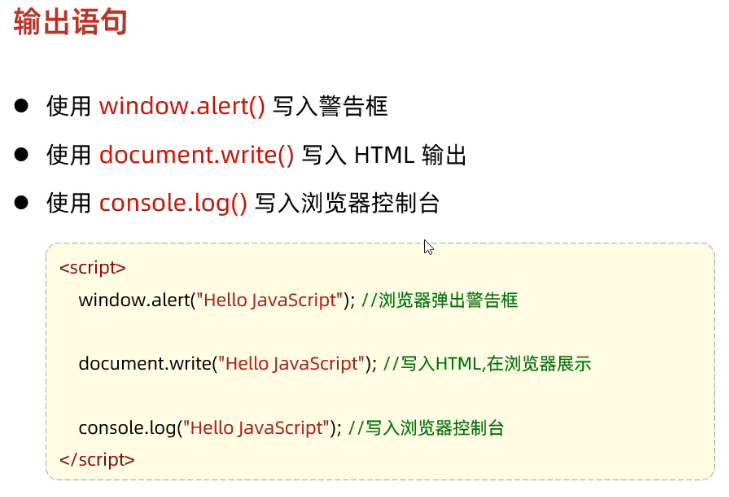 输出语句
● 使用 window.alert() 写入警告框
● 使用 document.write() 写入 HTML 输出
● 使用 console.log() 写入浏览器控制台
<script>
window.alert("Hello JavaScript"); //浏览器弹出警告框
document.write("Hello JavaScript"); //写入HTML,在浏览器展示
console.log("Hello JavaScript"); //写入浏览器控制台
</script>